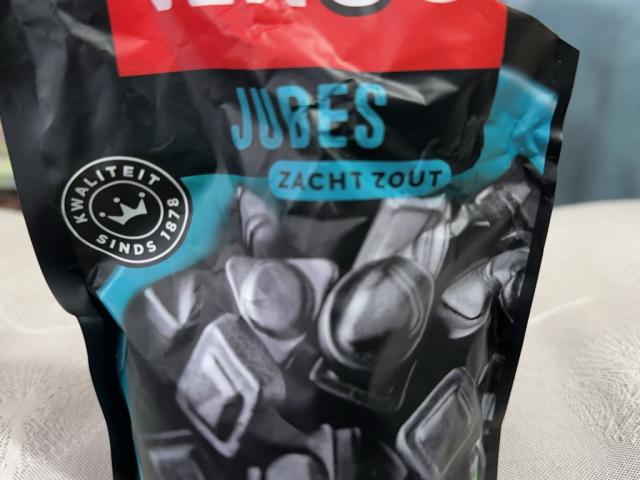 JUBES
ZACHT ZOUT
KWALITEIT
SINDS 1878